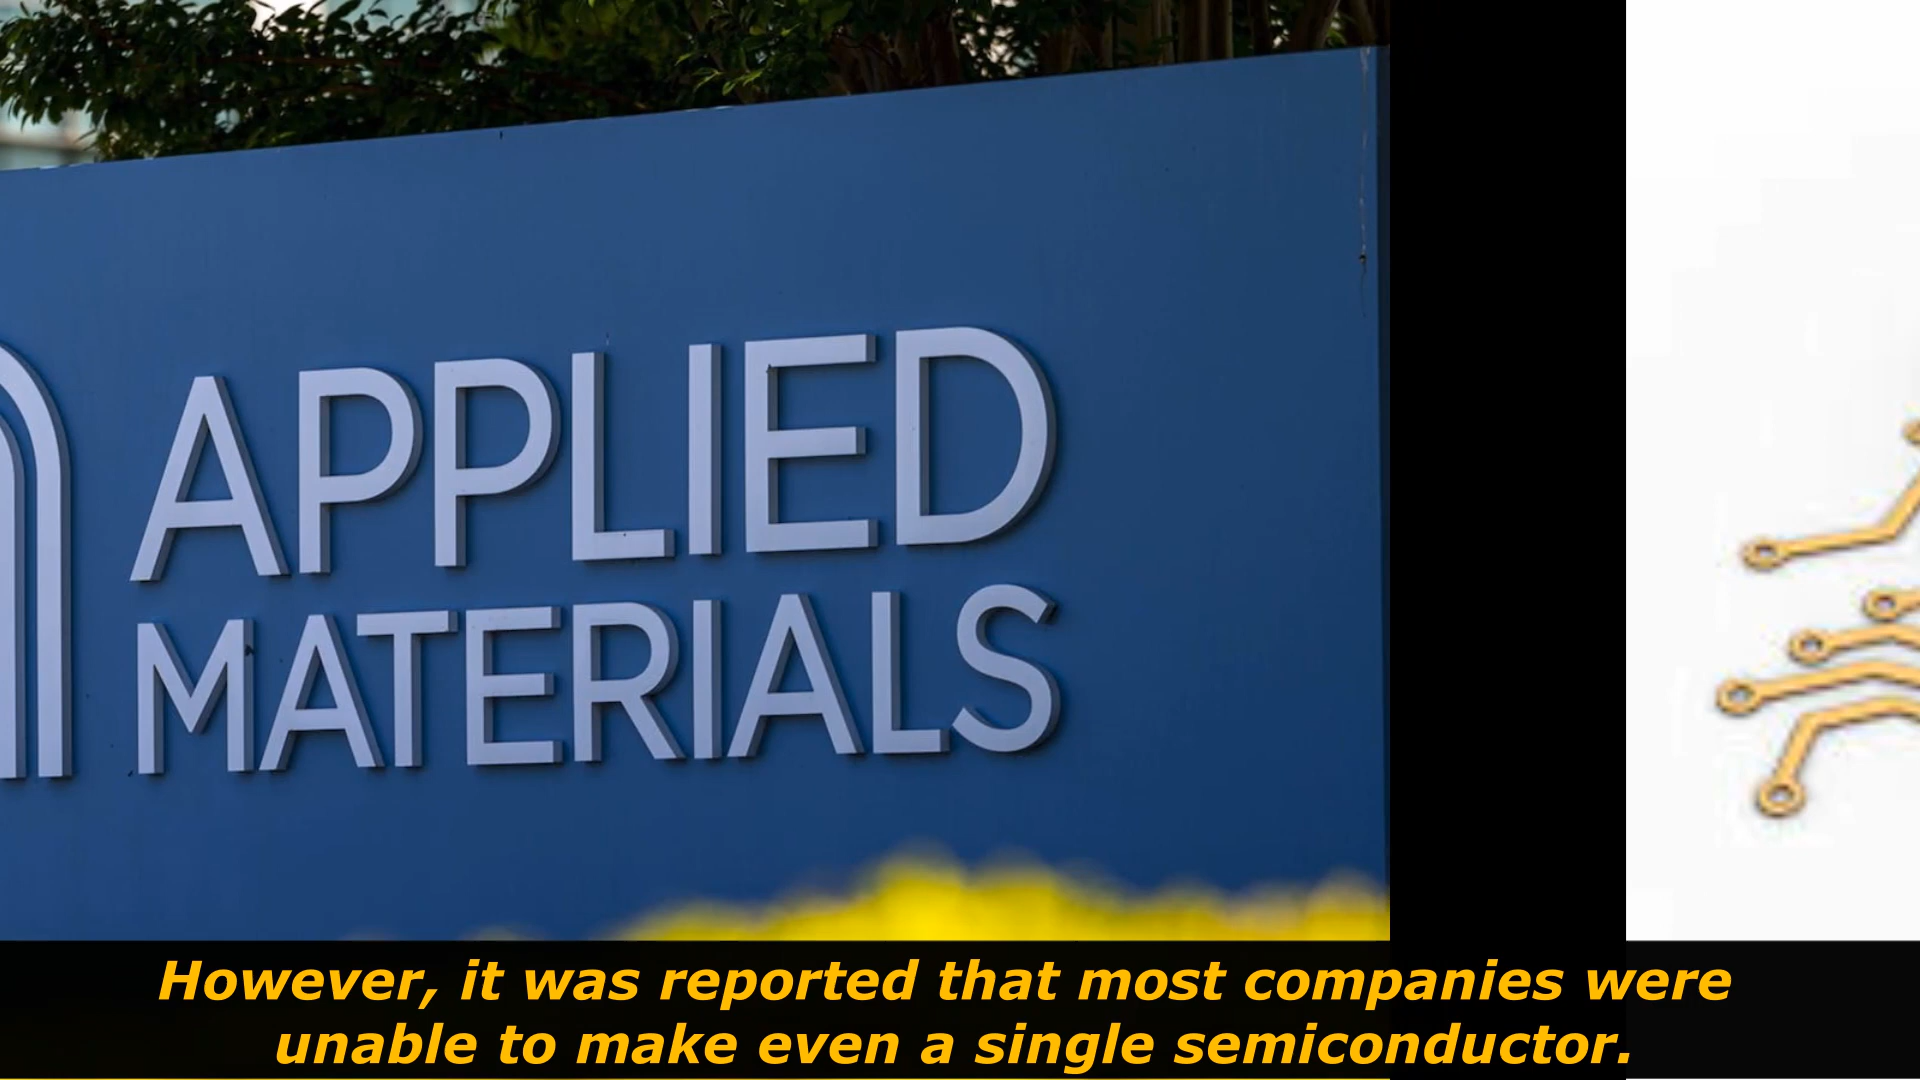 APPLIED
MATERIALS
However, it was reported that most companies were
unable to make even a single semiconductor.